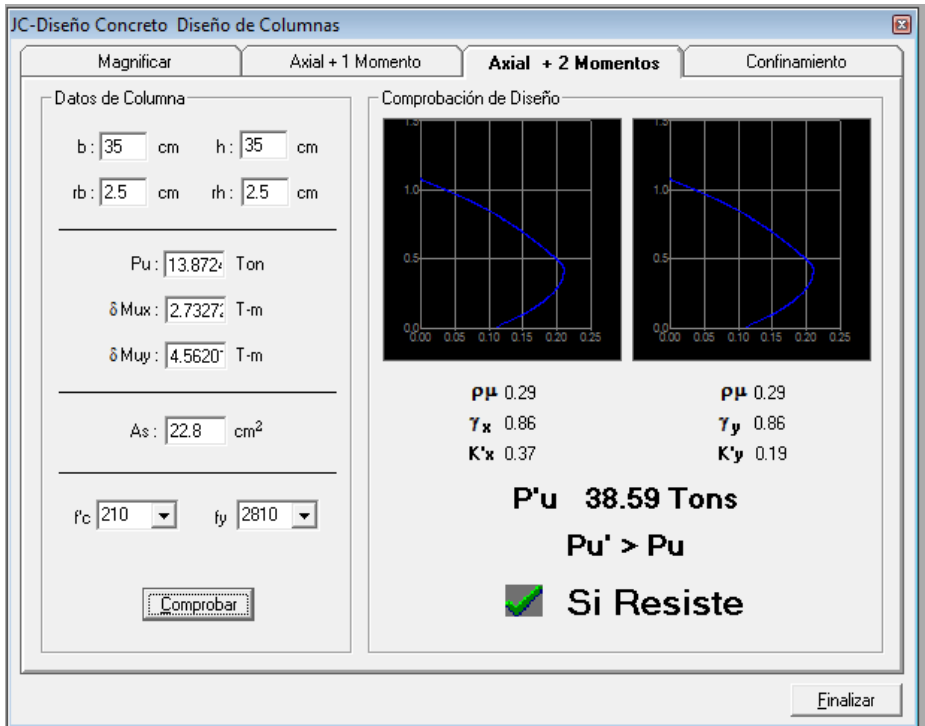 JC-Diseño Concreto Diseño de Columnas
Magnificar
Axial + 1 Momento
Axial + 2 Momentos
Confinamiento
Datos de Columna
b : 35 cm h : 35 cm
rb : 2.5 cm rh : 2.5 cm
Pu : 13.872 Ton
δ Mux : 2.7327 T-m
δ Muy : 4.5620 T-m
As : 22.8 cm²
f'c 210 fy 2810
Comprobar
Comprobación de Diseño
1.5
1.0
0.5
0.0
0.00 0.05 0.10 0.15 0.20 0.25
1.5
1.0
0.5
0.0
0.00 0.05 0.10 0.15 0.20 0.25
ρμ 0.29
γx 0.86
K'x 0.37
ρμ 0.29
γy 0.86
K'y 0.19
P'u 38.59 Tons
Pu' > Pu
Si Resiste
Finalizar